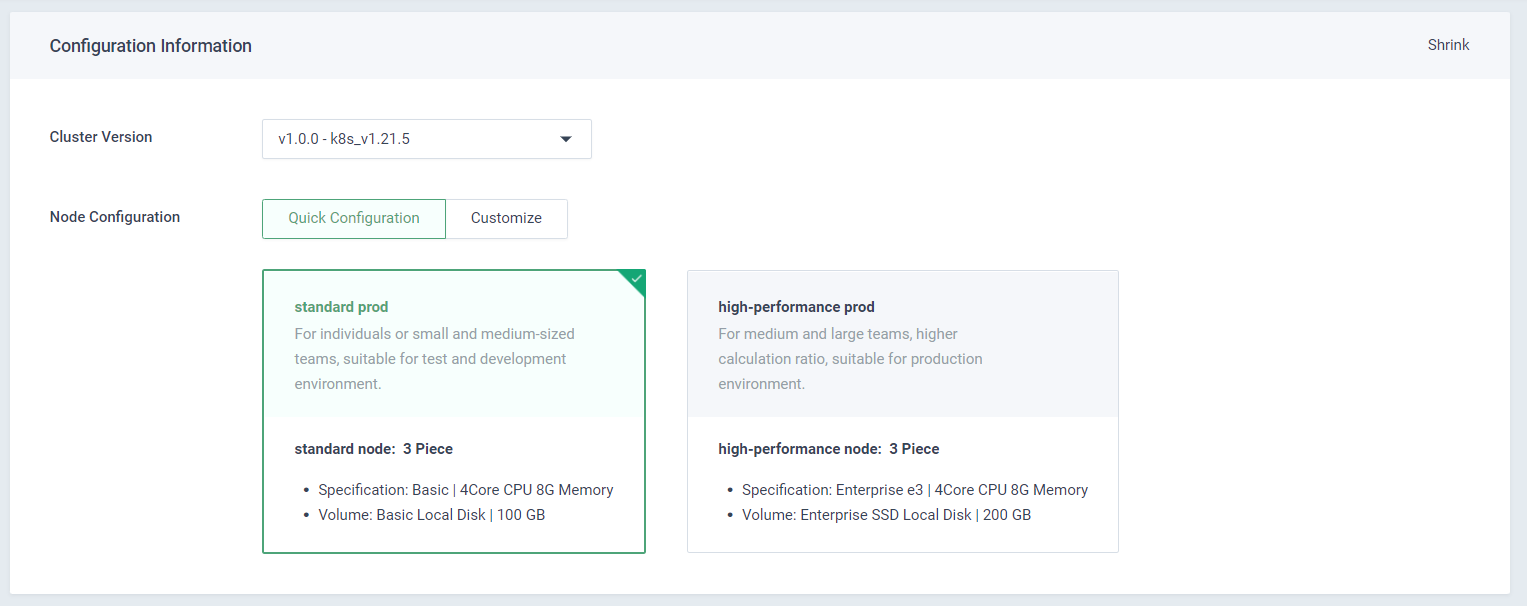 Configuration Information
Shrink
Cluster Version
v1.0.0 - k8s_v1.21.5
Node Configuration
Quick Configuration
Customize
standard prod
For individuals or small and medium-sized
teams, suitable for test and development
environment.
standard node: 3 Piece
• Specification: Basic | 4Core CPU 8G Memory
• Volume: Basic Local Disk | 100 GB
high-performance prod
For medium and large teams, higher
calculation ratio, suitable for production
environment.
high-performance node: 3 Piece
• Specification: Enterprise e3 | 4Core CPU 8G Memory
• Volume: Enterprise SSD Local Disk | 200 GB